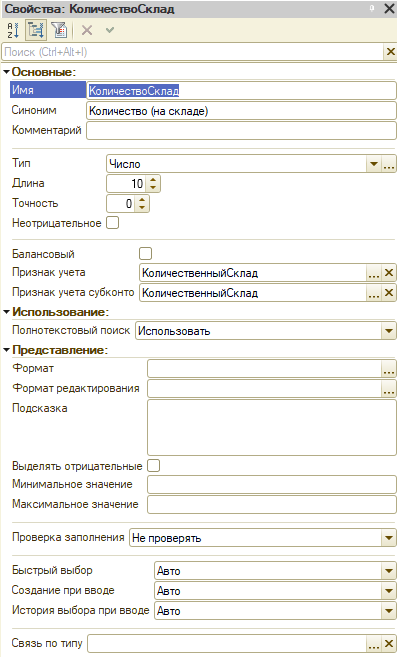 Свойства: КоличествоСклад
Поиск (Ctrl+Alt+I)
Основные:
Имя КоличествоСклад
Синоним Количество (на складе)
Комментарий
Тип Число
Длина 10
Точность 0
Неотрицательное
Балансовый
Признак учета КоличественныйСклад
Признак учета субконто КоличественныйСклад
Использование:
Полнотекстовый поиск Использовать
Представление:
Формат
Формат редактирования
Подсказка
Выделять отрицательные
Минимальное значение
Максимальное значение
Проверка заполнения Не проверять
Быстрый выбор Авто
Создание при вводе Авто
История выбора при вводе Авто
Связь по типу